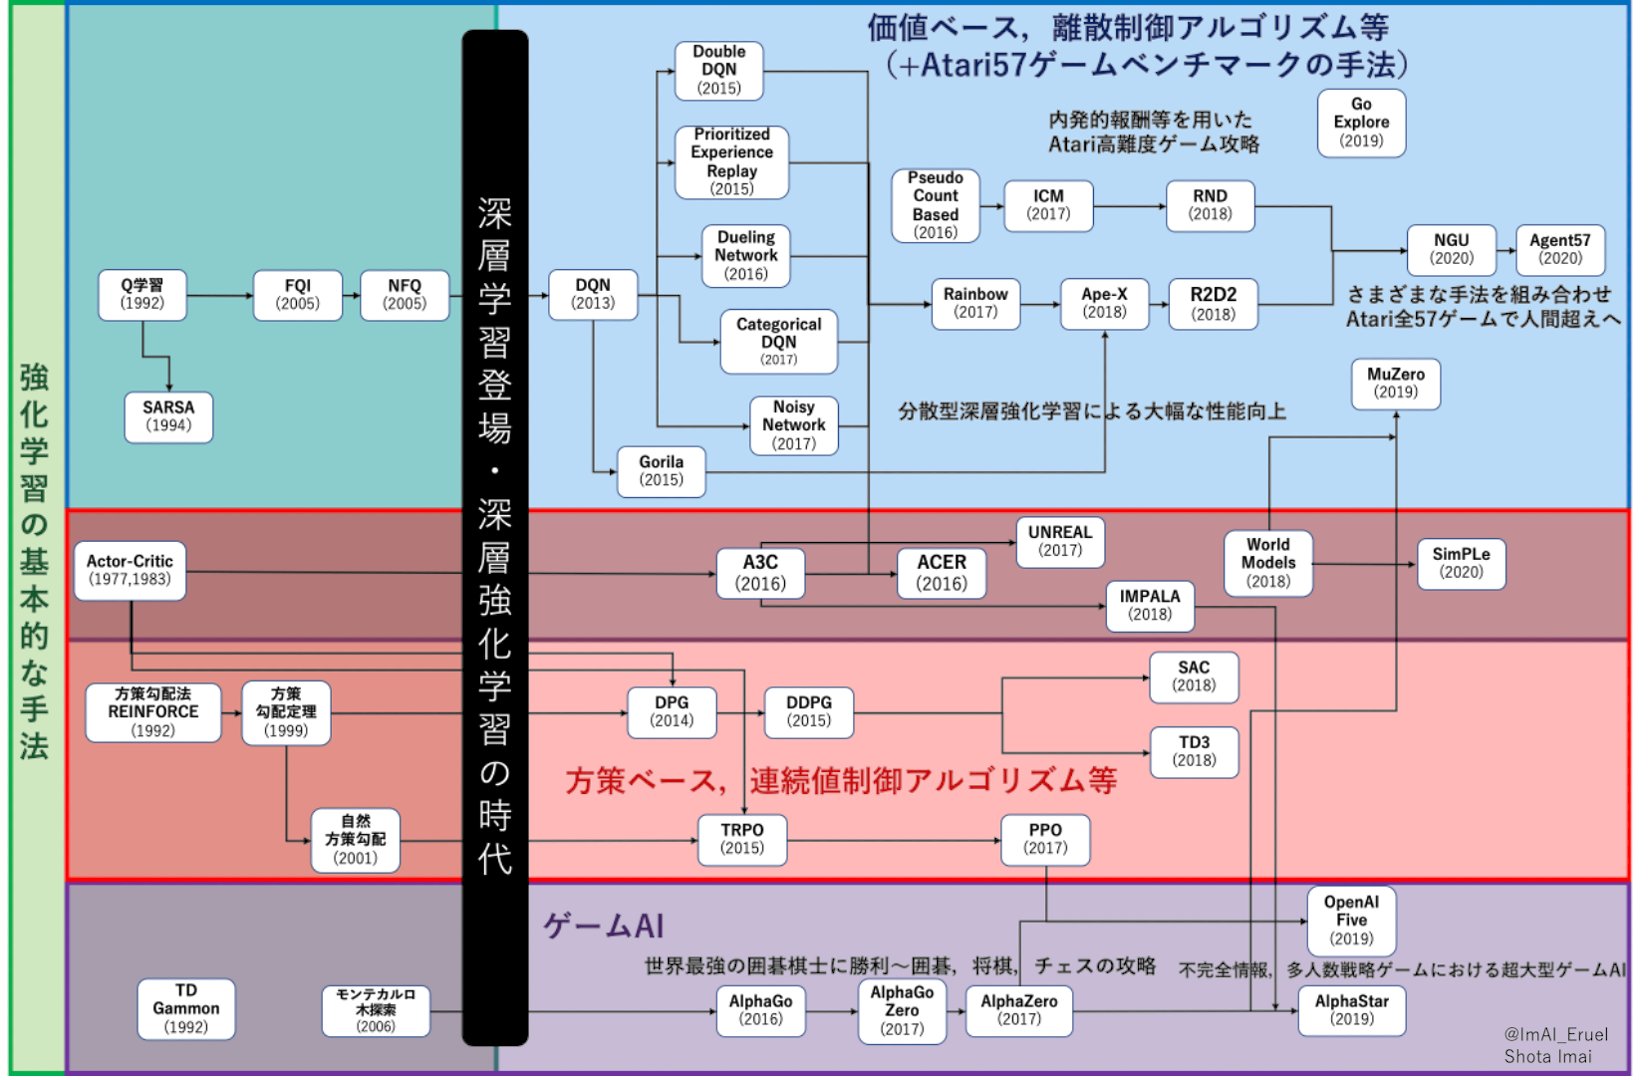 強化学習の基本的な手法
深層学習登場・深層強化学習の時代
価値ベース，離散制御アルゴリズム等
（+Atari57ゲームベンチマークの手法）
Double
DQN
(2015)
Prioritized
Experience
Replay
(2015)
Dueling
Network
(2016)
Categorical
DQN
(2017)
Noisy
Network
(2017)
Gorila
(2015)
Q学習
(1992)
FQI
(2005)
NFQ
(2005)
DQN
(2013)
SARSA
(1994)
内発的報酬等を用いた
Atari高難度ゲーム攻略
Go
Explore
(2019)
Pseudo
Count
Based
(2016)
ICM
(2017)
RND
(2018)
NGU
(2020)
Agent57
(2020)
Rainbow
(2017)
Ape-X
(2018)
R2D2
(2018)
さまざまな手法を組み合わせ
Atari全57ゲームで人間超えへ
MuZero
(2019)
分散型深層強化学習による大幅な性能向上
Actor-Critic
(1977,1983)
A3C
(2016)
ACER
(2016)
UNREAL
(2017)
IMPALA
(2018)
World
Models
(2018)
SimPLe
(2020)
方策勾配法
REINFORCE
(1992)
方策
勾配定理
(1999)
自然
方策勾配
(2001)
DPG
(2014)
DDPG
(2015)
SAC
(2018)
TD3
(2018)
方策ベース，連続値制御アルゴリズム等
TRPO
(2015)
PPO
(2017)
ゲームAI
OpenAI
Five
(2019)
世界最強の囲碁棋士に勝利～囲碁，将棋，チェスの攻略
不完全情報，多人数戦略ゲームにおける超大型ゲームAI
TD
Gammon
(1992)
モンテカルロ
木探索
(2006)
AlphaGo
(2016)
AlphaGo
Zero
(2017)
AlphaZero
(2017)
AlphaStar
(2019)
@ImAI_Eruel
Shota Imai